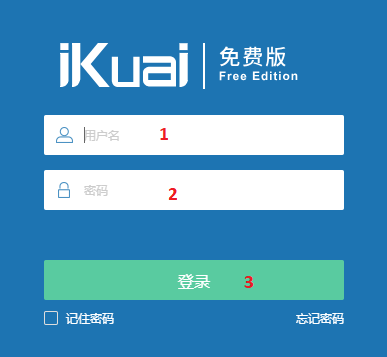 iKuai 免费版
Free Edition
用户名 1
密码 2
登录 3
记住密码 忘记密码